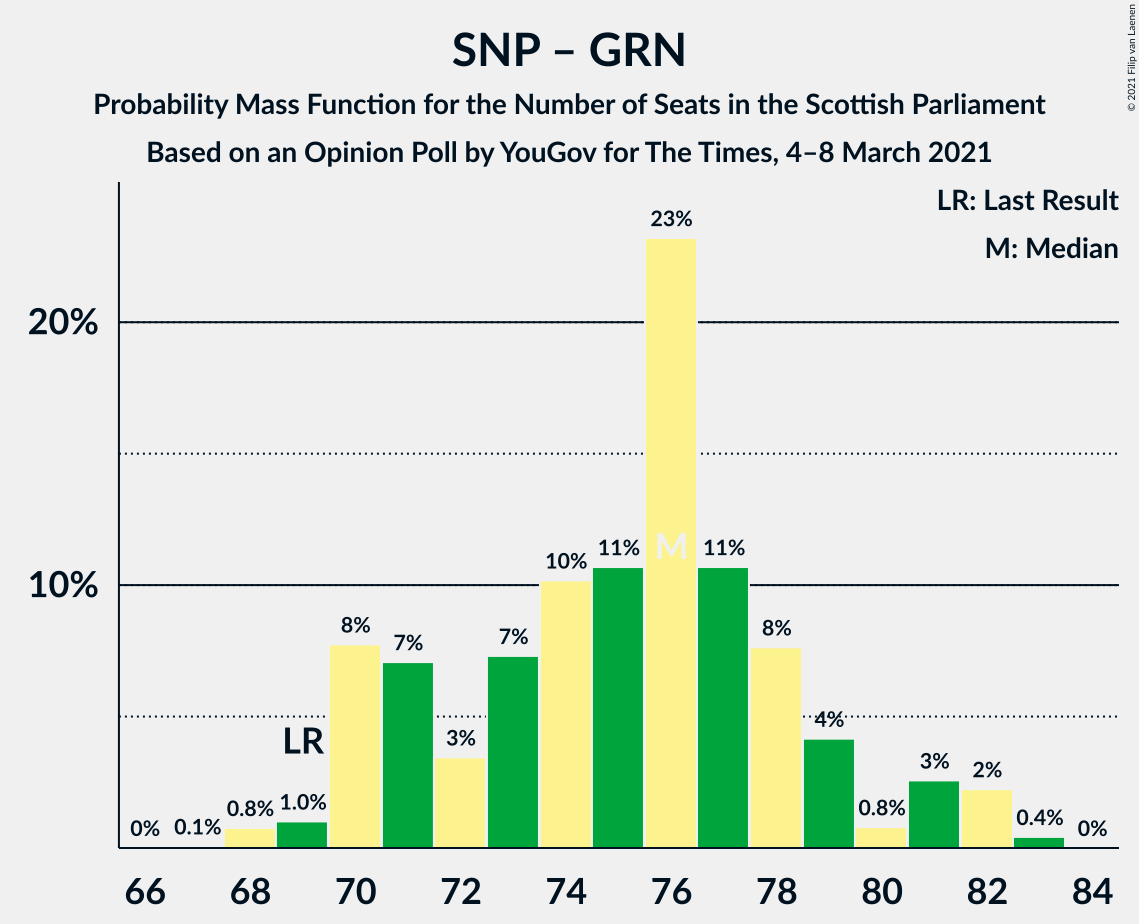 © 2021 Filip van Laenen
SNP – GRN
Probability Mass Function for the Number of Seats in the Scottish Parliament
Based on an Opinion Poll by YouGov for The Times, 4–8 March 2021
LR: Last Result
M: Median
20%
10%
0%
0.1%
0.8%
1.0%
LR
8%
7%
3%
7%
10%
11%
23%
M
11%
8%
4%
0.8%
3%
2%
0.4%
0%
66 68 70 72 74 76 78 80 82 84